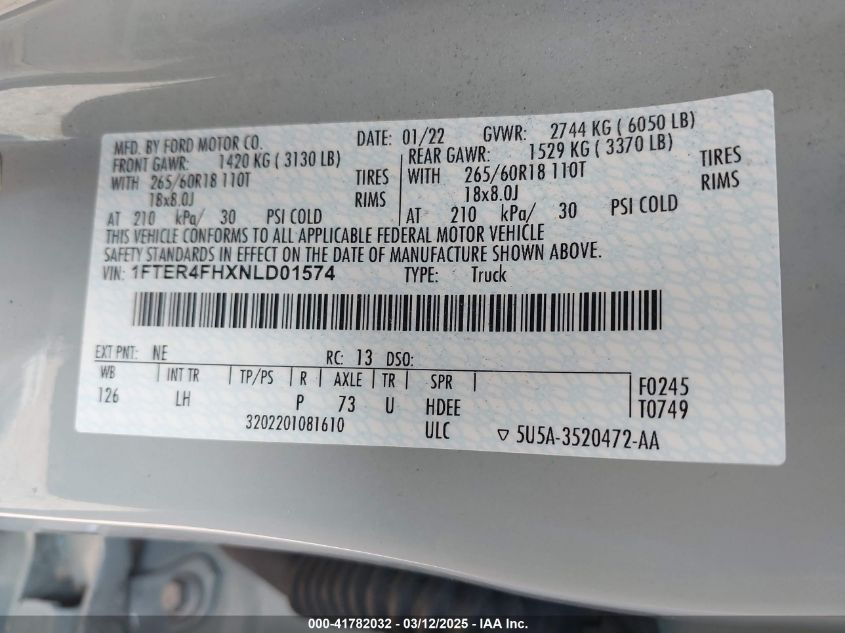 MFD. BY FORD MOTOR CO. DATE: 01/22 GVWR: 2744 KG ( 6050 LB)
FRONT GAWR: 1420 KG ( 3130 LB) REAR GAWR: 1529 KG ( 3370 LB)
WITH 265/60R18 110T TIRES WITH 265/60R18 110T TIRES
18x8.0J RIMS 18x8.0J RIMS
AT 210 kPa/ 30 PSI COLD AT 210 kPa/ 30 PSI COLD
THIS VEHICLE CONFORMS TO ALL APPLICABLE FEDERAL MOTOR VEHICLE
SAFETY STANDARDS IN EFFECT ON THE DATE OF MANUFACTURE SHOWN ABOVE.
VIN: 1FTER4FHXNLD01574 TYPE: Truck
EXT PNT: NE RC: 13 DSO:
WB INT TR TP/PS R AXLE TR SPR F0245
126 LH P 73 U HDEE T0749
3202201081610 ULC ▽ 5U5A-3520472-AA
000-41782032 - 03/12/2025 - IAA Inc.